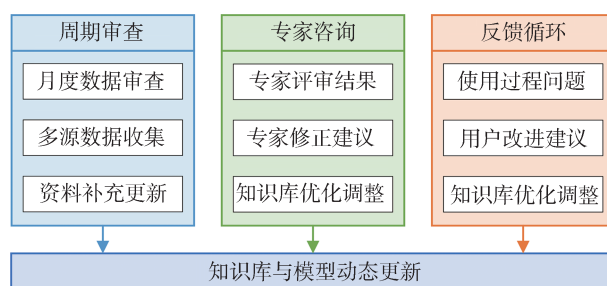 周期审查
月度数据审查
多源数据收集
资料补充更新
专家咨询
专家评审结果
专家修正建议
知识库优化调整
反馈循环
使用过程问题
用户改进建议
知识库优化调整
知识库与模型动态更新